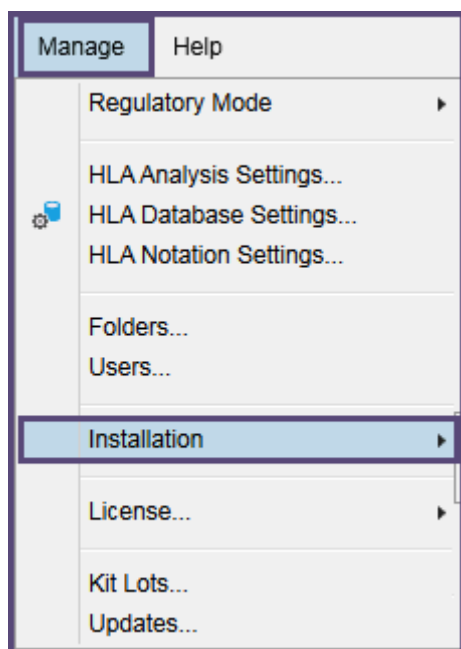 Manage Help
Regulatory Mode
HLA Analysis Settings...
HLA Database Settings...
HLA Notation Settings...
Folders...
Users...
Installation
License...
Kit Lots...
Updates...